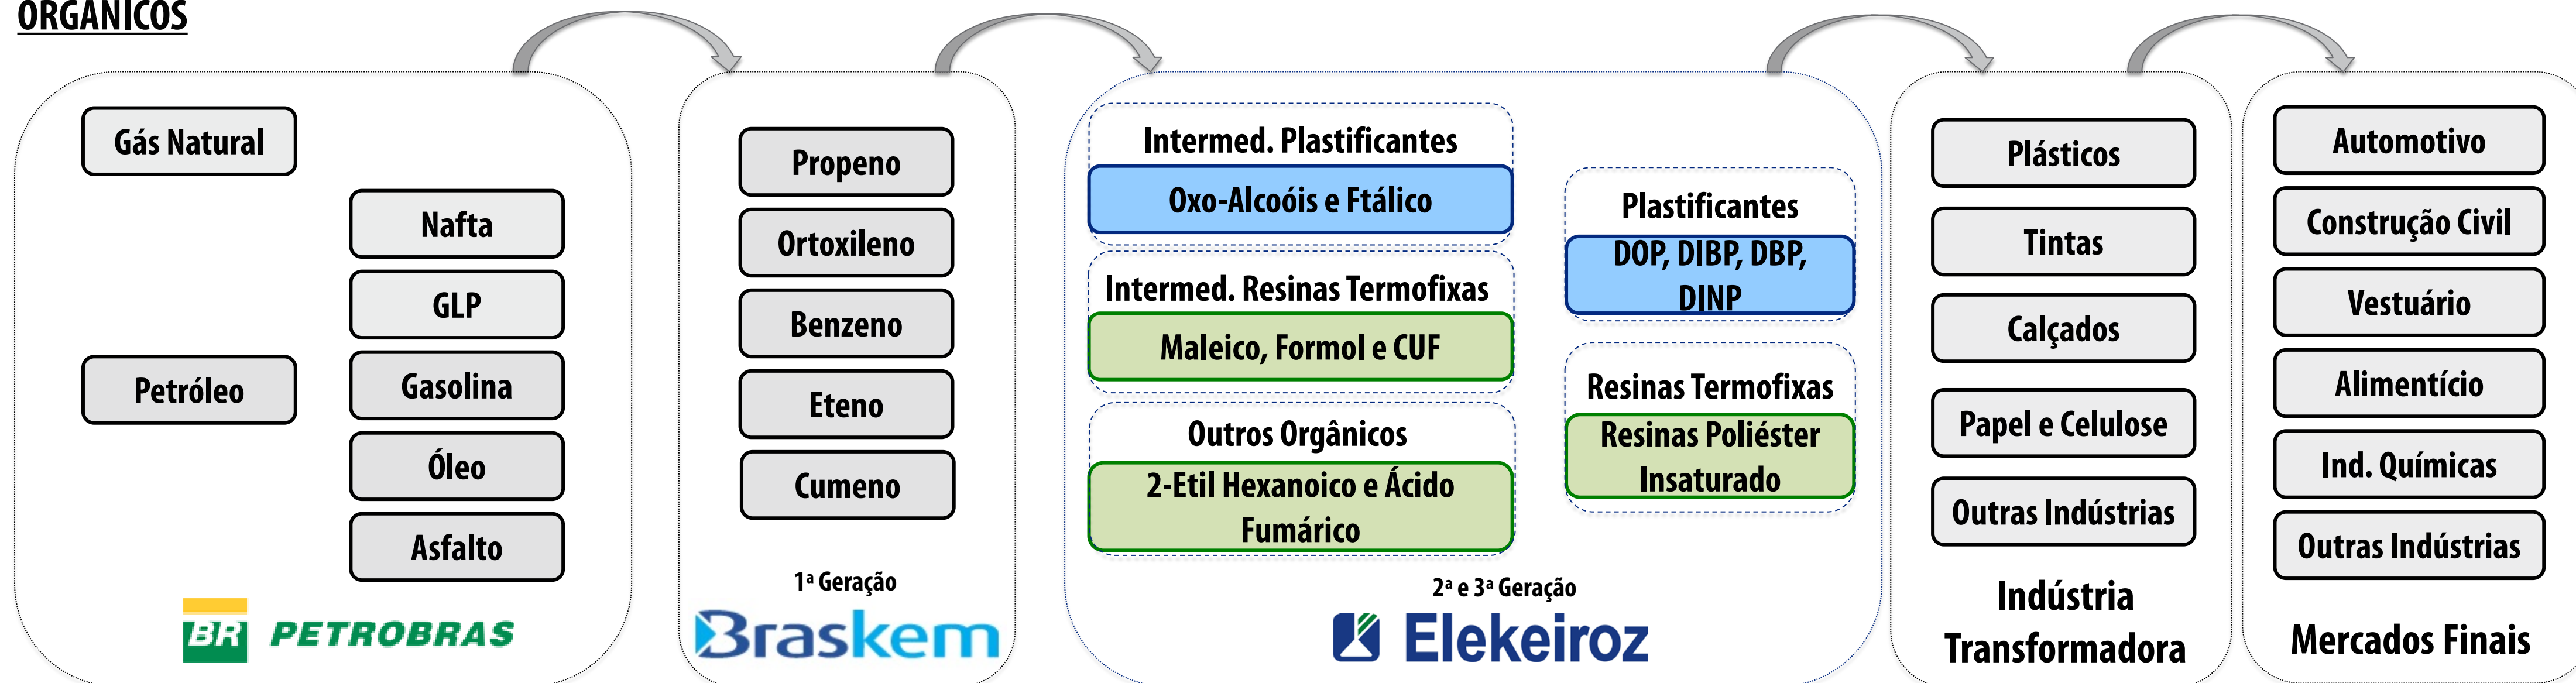 ORGÂNICOS
Gás Natural
Petróleo
Nafta
GLP
Gasolina
Óleo
Asfalto
BR PETROBRAS
Propeno
Ortoxileno
Benzeno
Eteno
Cumeno
1ª Geração
Braskem
Intermed. Plastificantes
Oxo-Alcoóis e Ftálico
Intermed. Resinas Termofixas
Maleico, Formol e CUF
Outros Orgânicos
2-Etil Hexanoico e Ácido
Fumárico
Plastificantes
DOP, DIBP, DBP,
DINP
Resinas Termofixas
Resinas Poliéster
Insaturado
2ª e 3ª Geração
Elekeiroz
Plásticos
Tintas
Calçados
Papel e Celulose
Outras Indústrias
Indústria
Transformadora
Automotivo
Construção Civil
Vestuário
Alimentício
Ind. Químicas
Outras Indústrias
Mercados Finais